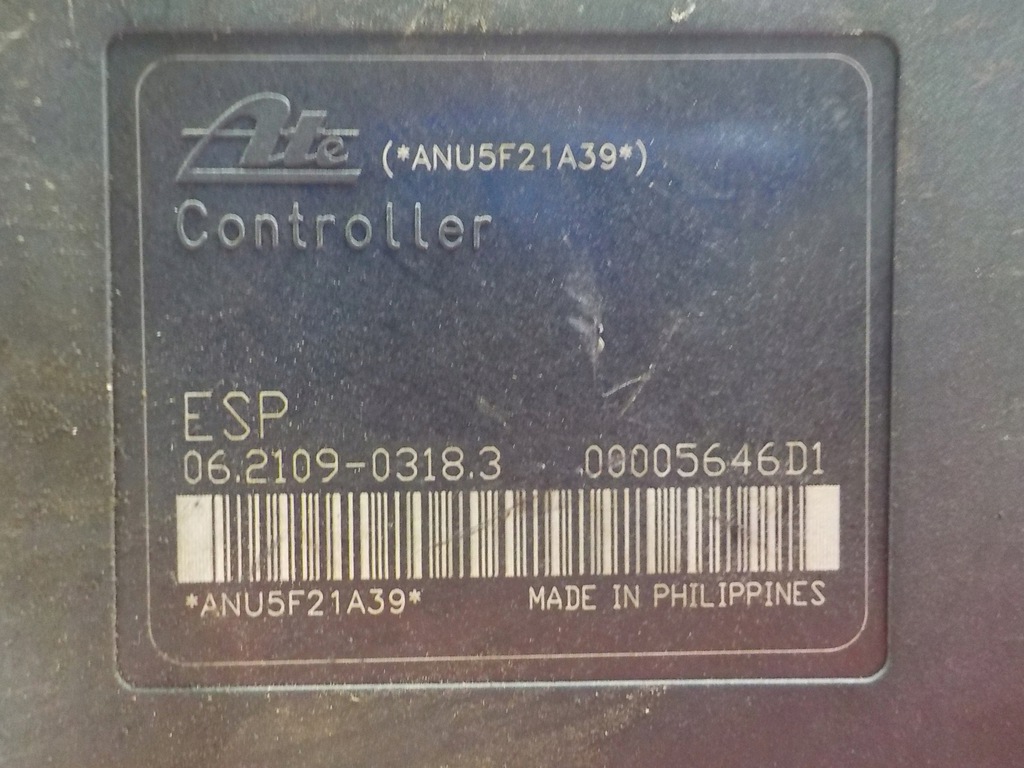 Ate (*ANU5F21A39*)
Controller
ESP
06.2109-0318.3 00005646D1
*ANU5F21A39* MADE IN PHILIPPINES